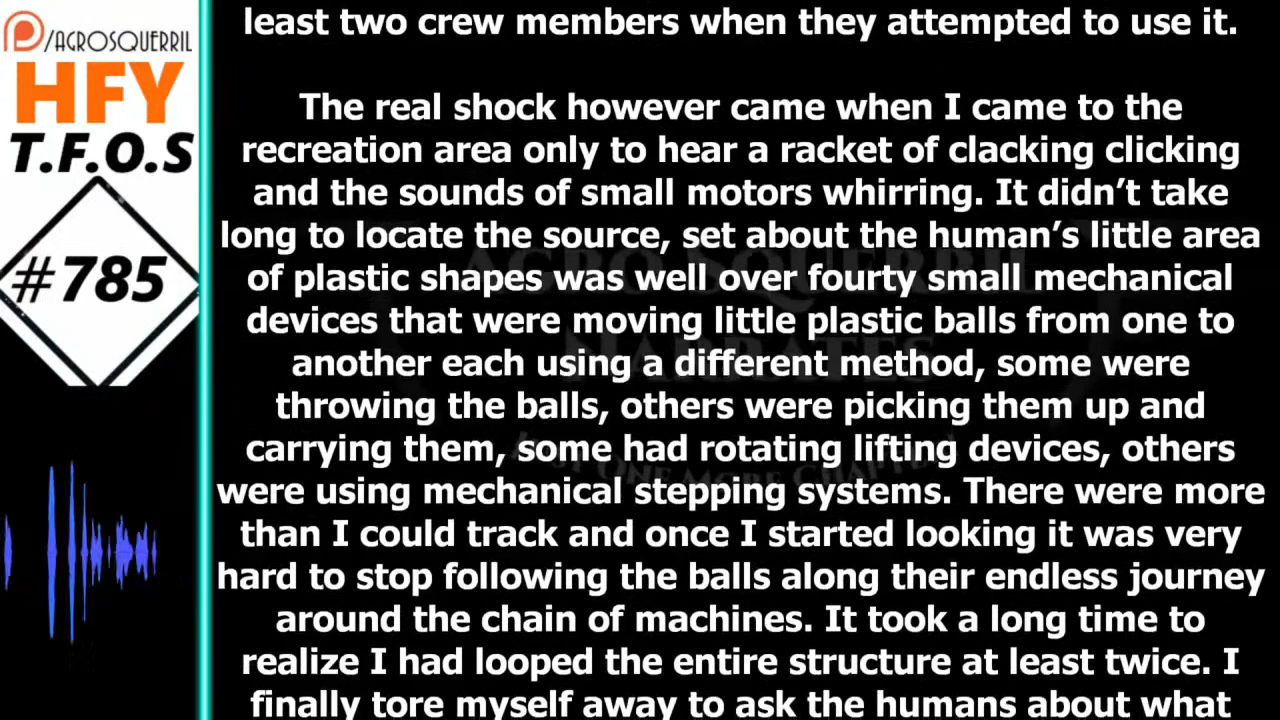 /AGROSQUERRIL
HFY
T.F.O.S
#785
least two crew members when they attempted to use it.
The real shock however came when I came to the
recreation area only to hear a racket of clacking clicking
and the sounds of small motors whirring. It didn’t take
long to locate the source, set about the human’s little area
of plastic shapes was well over fourty small mechanical
devices that were moving little plastic balls from one to
another each using a different method, some were
throwing the balls, others were picking them up and
carrying them, some had rotating lifting devices, others
were using mechanical stepping systems. There were more
than I could track and once I started looking it was very
hard to stop following the balls along their endless journey
around the chain of machines. It took a long time to
realize I had looped the entire structure at least twice. I
finally tore myself away to ask the humans about what
AGRO SQUERRIL
NARRATES
JUST ONE MORE CHAPTER